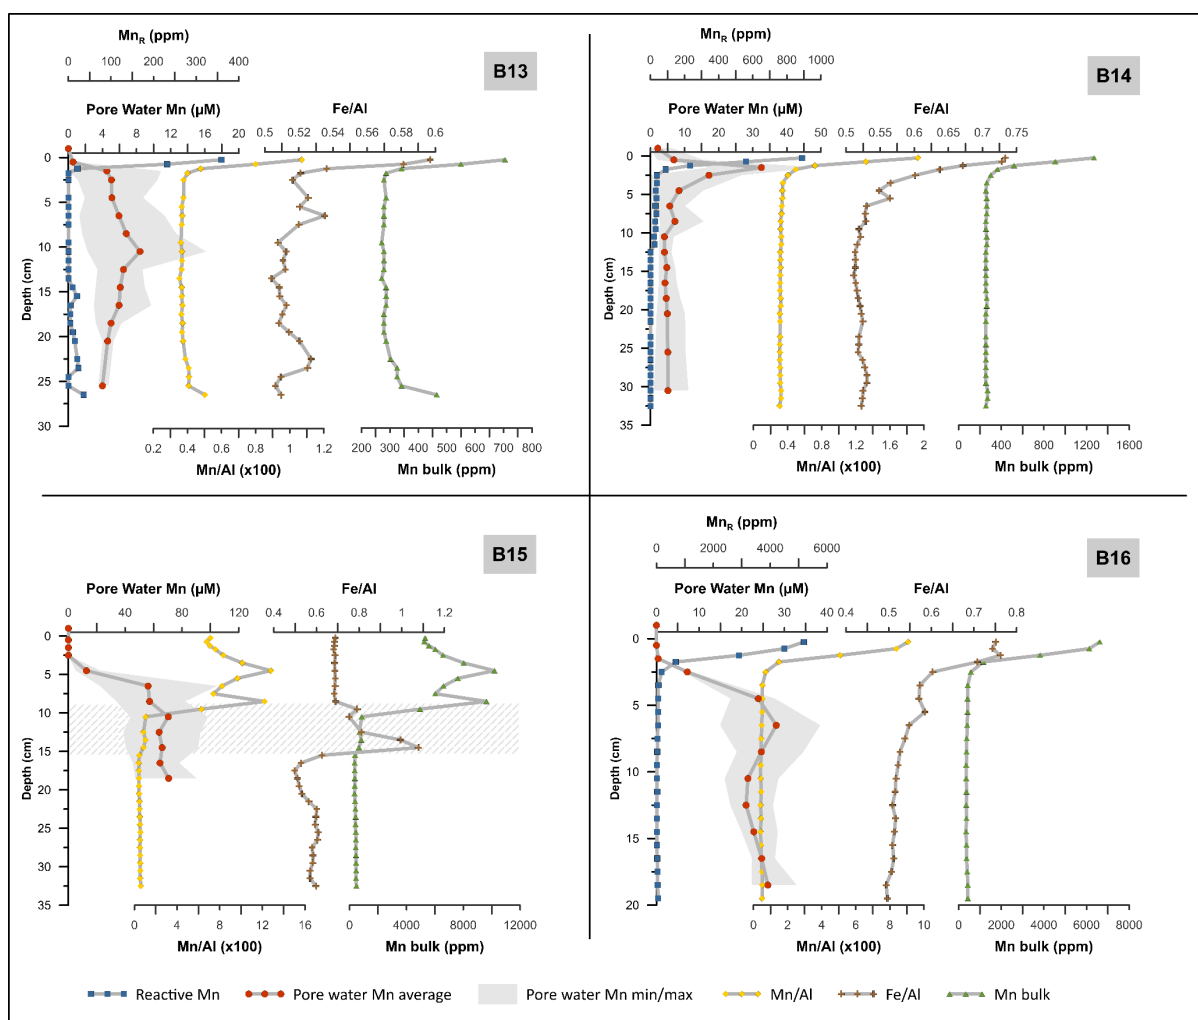 Mn_R (ppm)
0 100 200 300 400
B13
Pore Water Mn (µM)
Fe/Al
0 4 8 12 16 20
0.5 0.52 0.54 0.56 0.58 0.6
0
5
10
15
20
25
30
Depth (cm)
0.2 0.4 0.6 0.8 1 1.2
200 300 400 500 600 700 800
Mn/Al (x100)
Mn bulk (ppm)
Mn_R (ppm)
0 200 400 600 800 1000
B14
Pore Water Mn (µM)
Fe/Al
0 10 20 30 40 50
0.5 0.55 0.6 0.65 0.7 0.75
0
5
10
15
20
25
30
35
Depth (cm)
0 0.4 0.8 1.2 1.6 2
0 400 800 1200 1600
Mn/Al (x100)
Mn bulk (ppm)
B15
Pore Water Mn (µM)
Fe/Al
0 40 80 120
0.4 0.6 0.8 1 1.2
0
5
10
15
20
25
30
35
Depth (cm)
0 4 8 12 16
0 4000 8000 12000
Mn/Al (x100)
Mn bulk (ppm)
Mn_R (ppm)
0 2000 4000 6000
B16
Pore Water Mn (µM)
Fe/Al
0 10 20 30 40
0.4 0.5 0.6 0.7 0.8
0
5
10
15
20
Depth (cm)
0 2 4 6 8 10
0 2000 4000 6000 8000
Mn/Al (x100)
Mn bulk (ppm)
Reactive Mn
Pore water Mn average
Pore water Mn min/max
Mn/Al
Fe/Al
Mn bulk